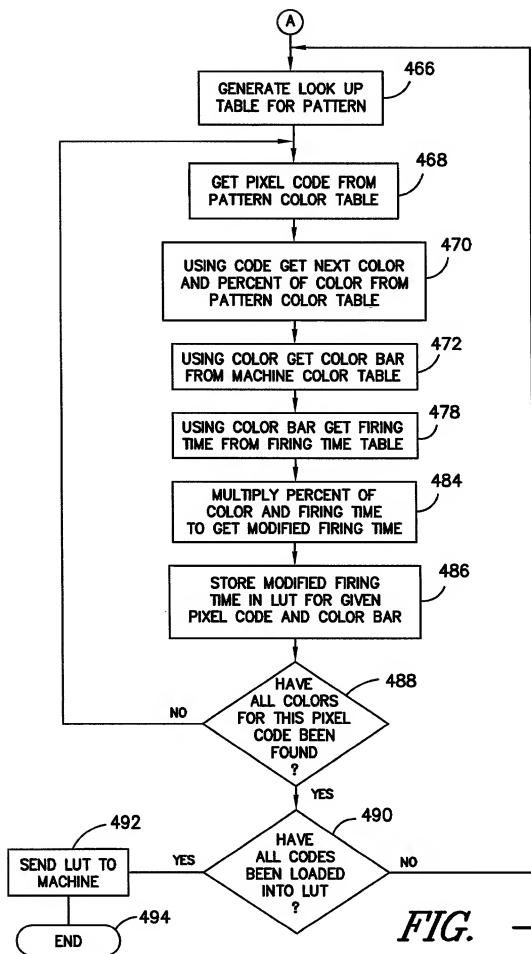 A
GENERATE LOOK UP
TABLE FOR PATTERN
466
GET PIXEL CODE FROM
PATTERN COLOR TABLE
468
USING CODE GET NEXT COLOR
AND PERCENT OF COLOR FROM
PATTERN COLOR TABLE
470
USING COLOR GET COLOR BAR
FROM MACHINE COLOR TABLE
472
USING COLOR BAR GET FIRING
TIME FROM FIRING TIME TABLE
478
MULTIPLY PERCENT OF
COLOR AND FIRING TIME
TO GET MODIFIED FIRING TIME
484
STORE MODIFIED FIRING
TIME IN LUT FOR GIVEN
PIXEL CODE AND COLOR BAR
486
HAVE
ALL COLORS
FOR THIS PIXEL
CODE BEEN
FOUND
?
488
NO
YES
HAVE
ALL CODES
BEEN LOADED
INTO LUT
?
490
YES
NO
492
SEND LUT TO
MACHINE
494
END
FIG. -